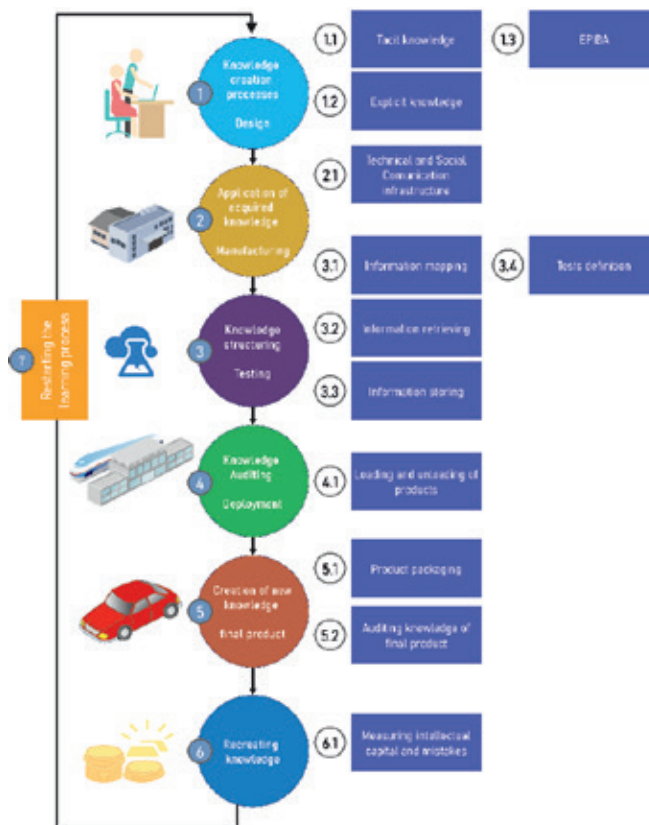 1
Knowledge
creation
processes
Design
1.1
Tacit knowledge
1.2
Explicit knowledge
1.3
2
Application of
acquired
knowledge
Manufacturing
2.1
Technical and Social
Comunication
infrastructure
3
Knowledge
structuring
Testing
3.1
Information mapping
3.2
Information retrieving
3.3
Information storing
3.4
Tests definition
4
Knowledge
Auditing
Deployment
4.1
Loading and unloading of
products
5
Creation of new
knowledge
final product
5.1
Product packaging
5.2
Auditing knowledge of
final product
6
Recreating
knowledge
6.1
Measuring intellectual
capital and mistakes
7
Restarting the
Learning process